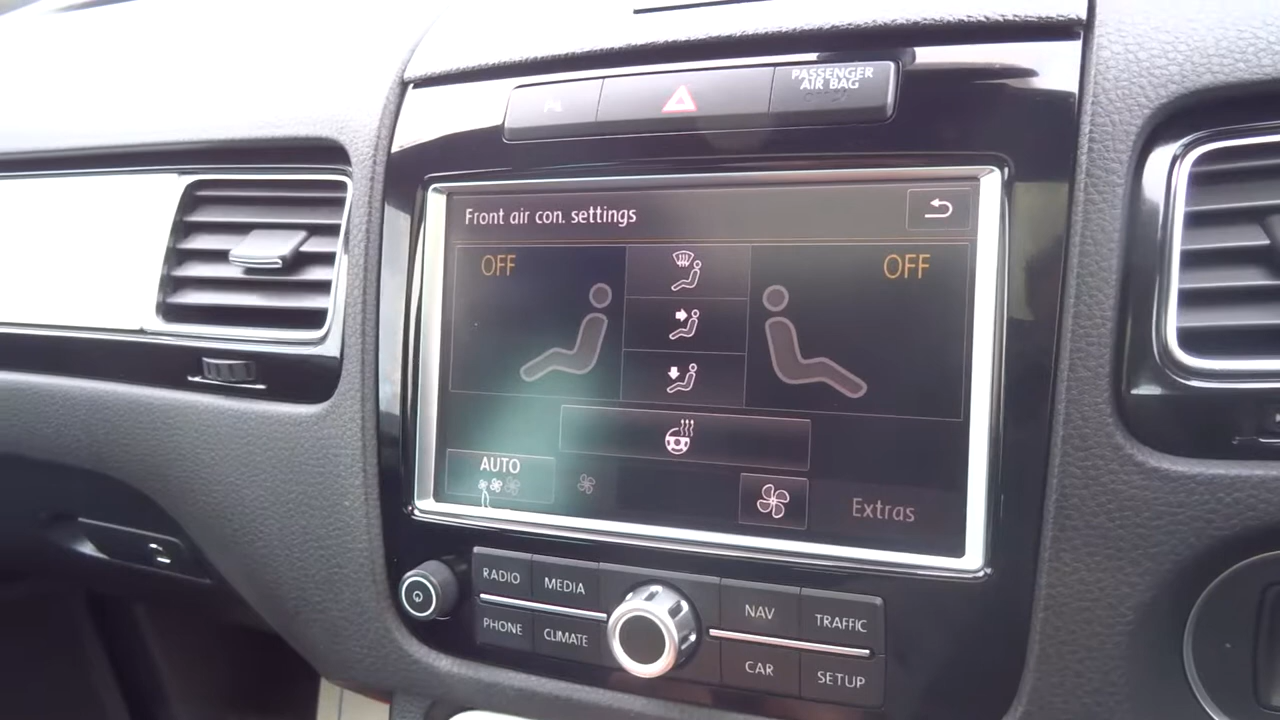 PASSENGER
AIR BAG
Front air con. settings
OFF
OFF
AUTO
Extras
RADIO
MEDIA
NAV
TRAFFIC
PHONE
CLIMATE
CAR
SETUP